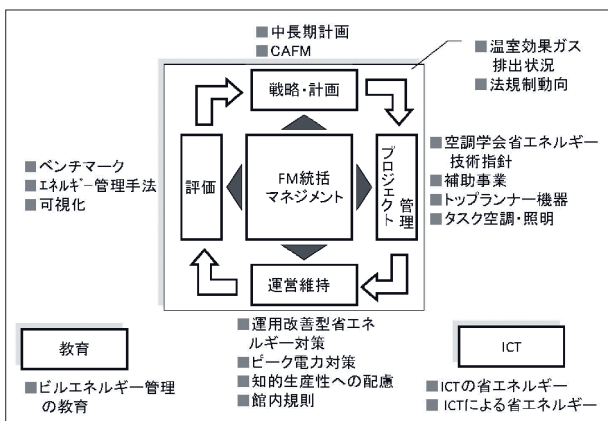 ■中長期計画
■CAFM
■温室効果ガス
排出状況
■法規制動向
戦略・計画
■ベンチマーク
■エネルギー管理手法
■可視化
評価
FM統括
マネジメント
プロジェクト
管理
■空調学会省エネルギー
技術指針
■補助事業
■トップランナー機器
■タスク空調・照明
運営維持
■運用改善型省エネ
ルギー対策
■ピーク電力対策
■知的生産性への配慮
■館内規則
教育
■ビルエネルギー管理
の教育
ICT
■ICTの省エネルギー
■ICTによる省エネルギー